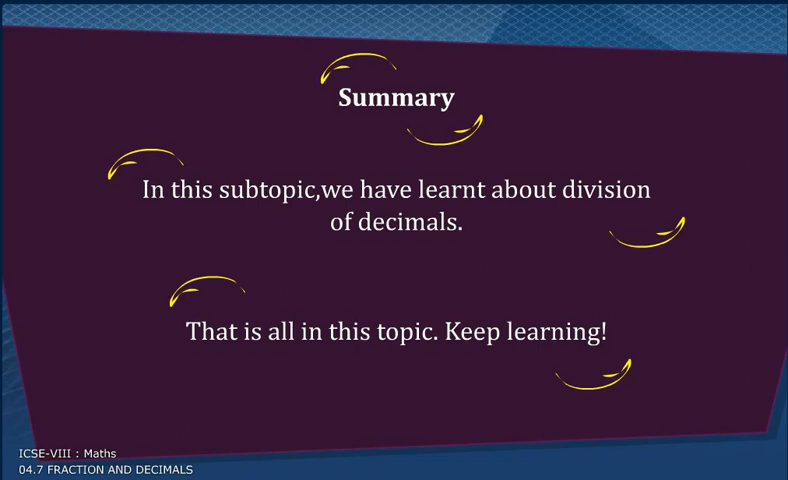 Summary
In this subtopic,we have learnt about division
of decimals.
That is all in this topic. Keep learning!
ICSE-VIII : Maths
04.7 FRACTION AND DECIMALS